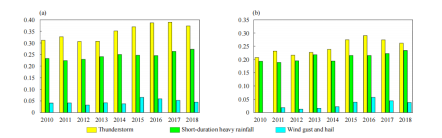 (a)
(b)
0.40
0.35
0.30
0.25
0.20
0.15
0.10
0.05
0.00
2010 2011 2012 2013 2014 2015 2016 2017 2018
0.35
0.30
0.25
0.20
0.15
0.10
0.05
0.00
2010 2011 2012 2013 2014 2015 2016 2017 2018
Thunderstorm
Short-duration heavy rainfall
Wind gust and hail